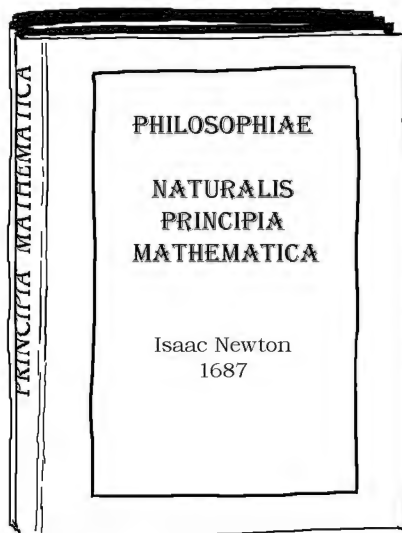 PRINCIPIA MATHEMATICA
PHILOSOPHIAE
NATURALIS
PRINCIPIA
MATHEMATICA
Isaac Newton
1687